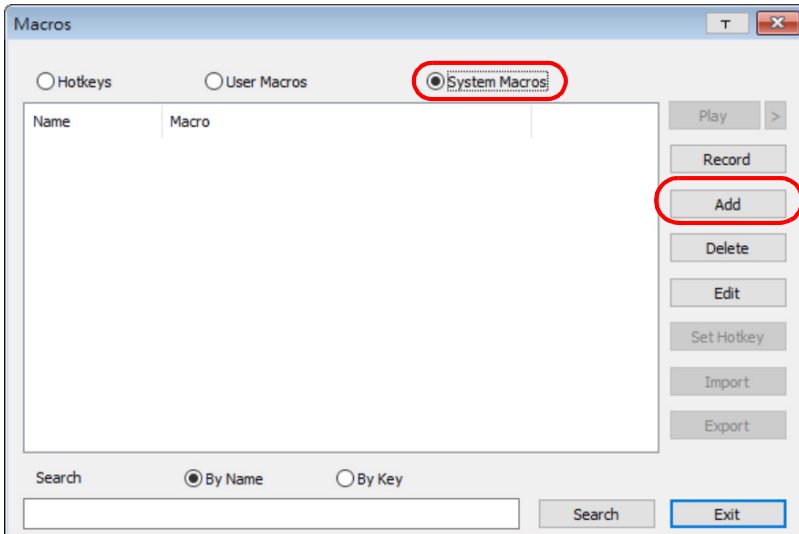 Macros
T
Hotkeys User Macros System Macros
Name Macro
Play >
Record
Add
Delete
Edit
Set Hotkey
Import
Export
Search By Name By Key
Search Exit